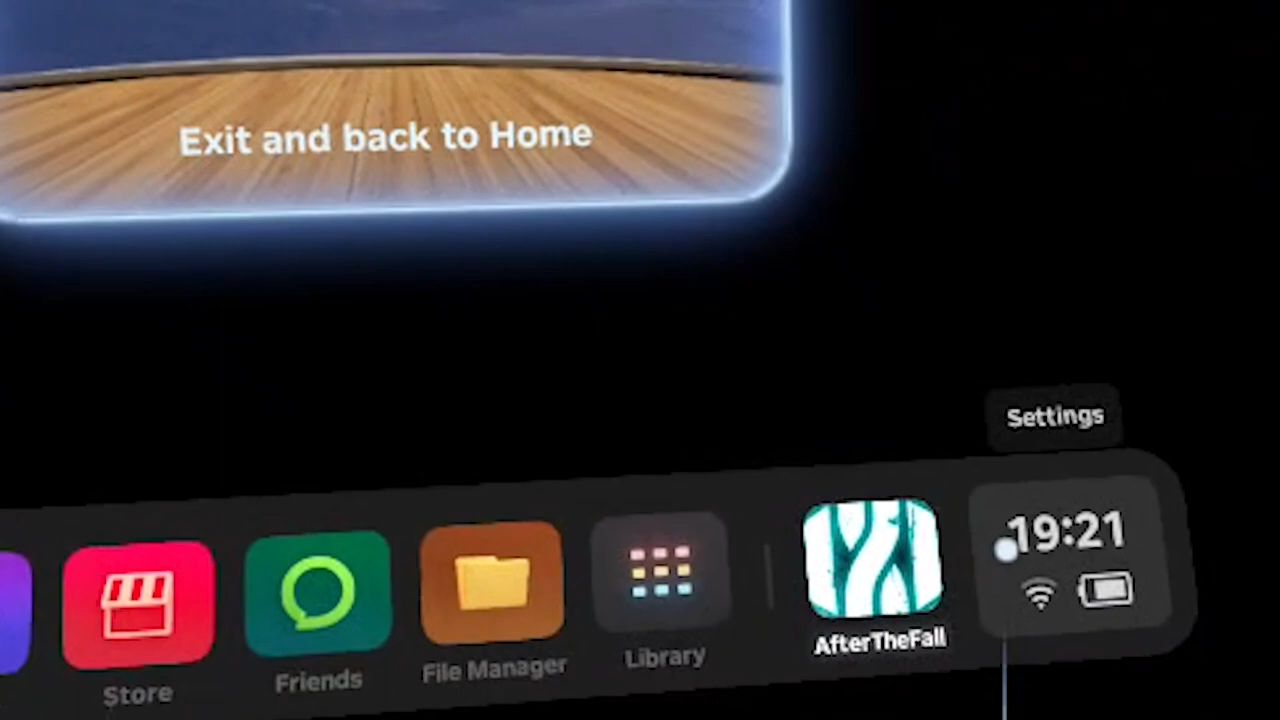 Exit and back to Home
Settings
19:21
Store
Friends
File Manager
Library
AfterTheFall